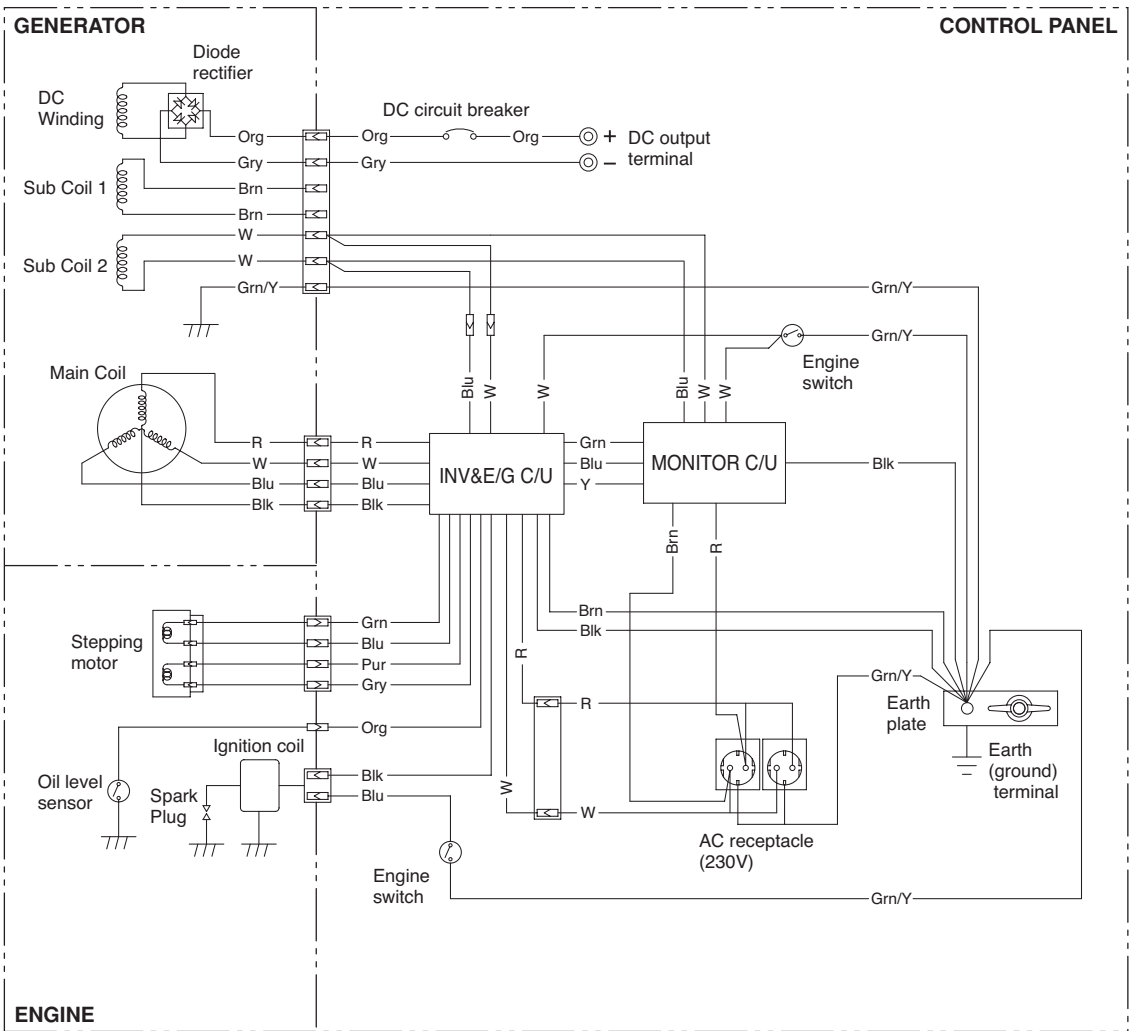 GENERATOR
CONTROL PANEL
Diode
rectifier
DC
Winding
DC circuit breaker
Org
Org
Org
+
DC output
terminal
Gry
Gry
–
Sub Coil 1
Brn
Brn
W
Sub Coil 2
W
Grn/Y
Grn/Y
Grn/Y
Engine
switch
Main Coil
Blu
W
W
Blu
W
W
R
R
W
W
Blu
Blu
Blk
Blk
INV&E/G C/U
Grn
Blu
Y
MONITOR C/U
Blk
Brn
R
Stepping
motor
Grn
Blu
Pur
Gry
Brn
Blk
R
R
Grn/Y
Earth
plate
Earth
(ground)
terminal
Org
Oil level
sensor
Ignition coil
Spark
Plug
Blk
Blu
W
W
AC receptacle
(230V)
Engine
switch
Grn/Y
ENGINE